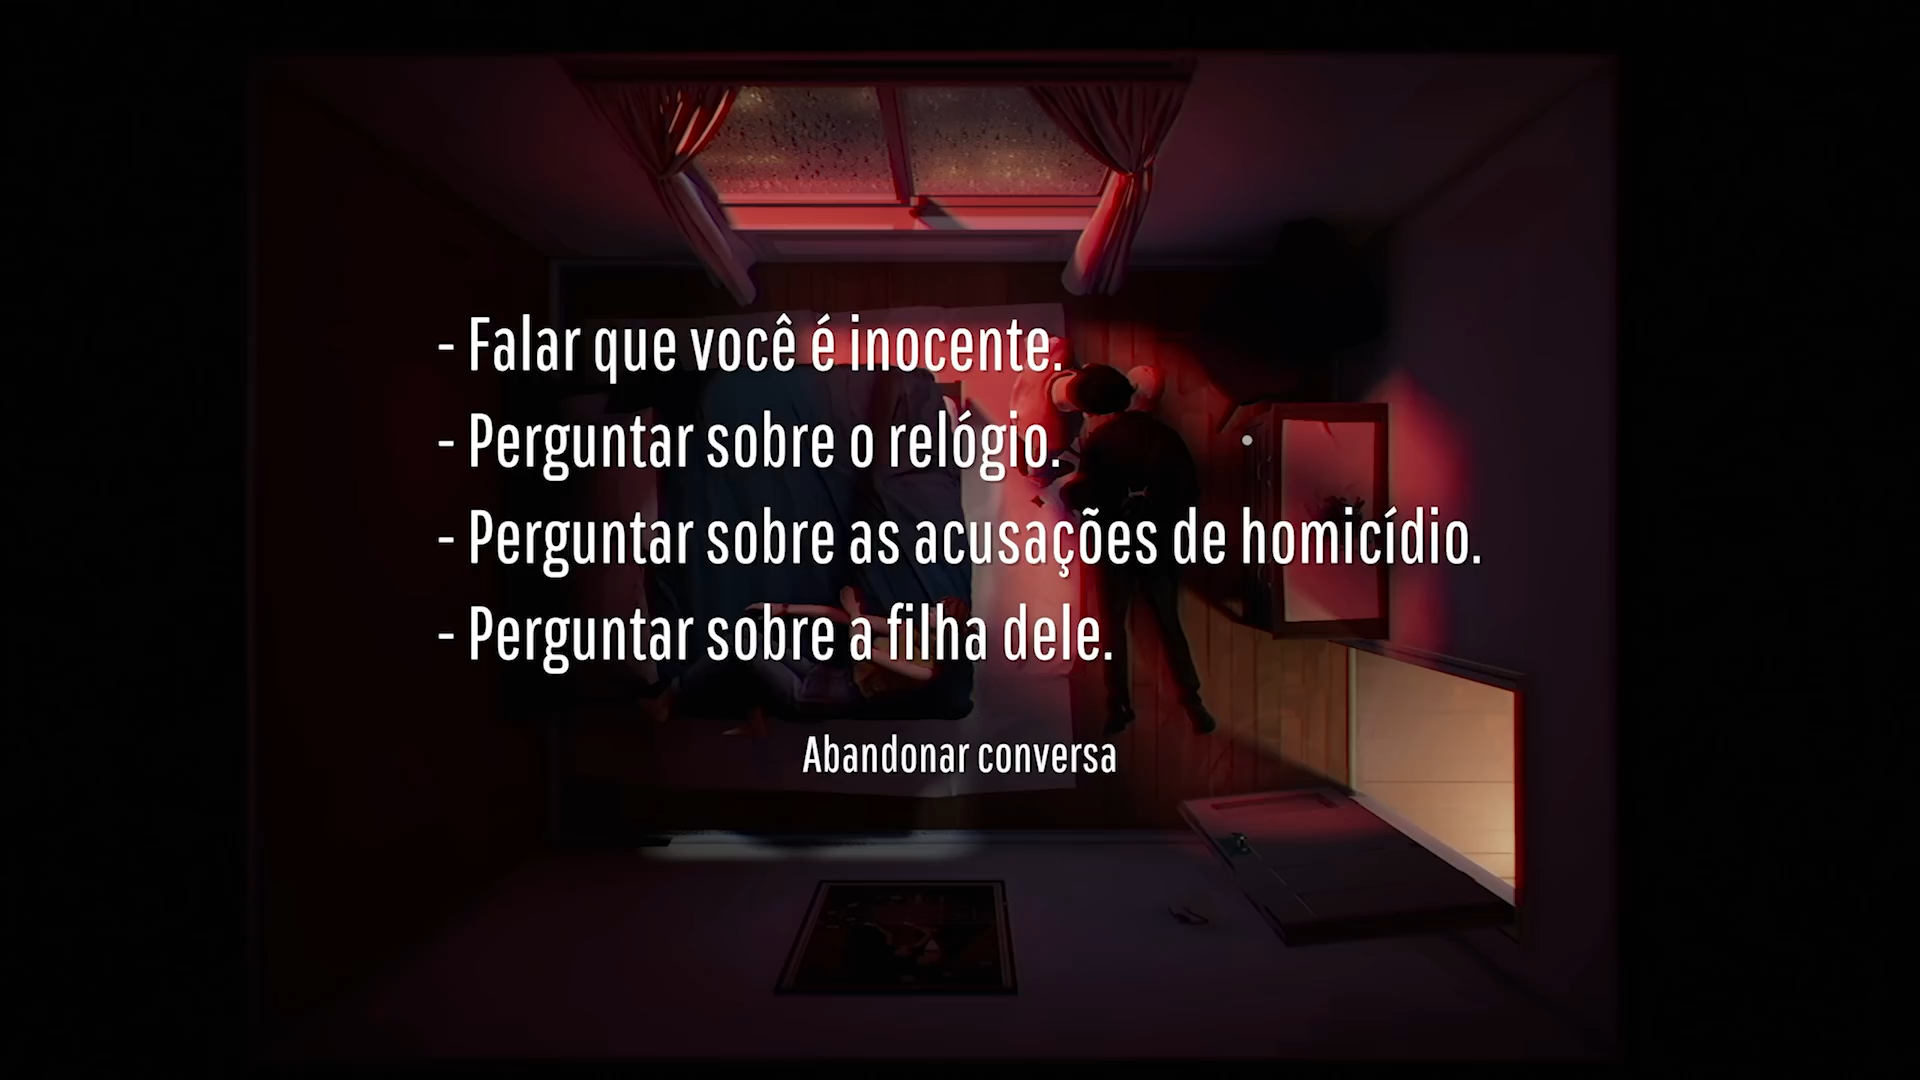 - Falar que você é inocente.
- Perguntar sobre o relógio.
- Perguntar sobre as acusações de homicídio.
- Perguntar sobre a filha dele.
Abandonar conversa